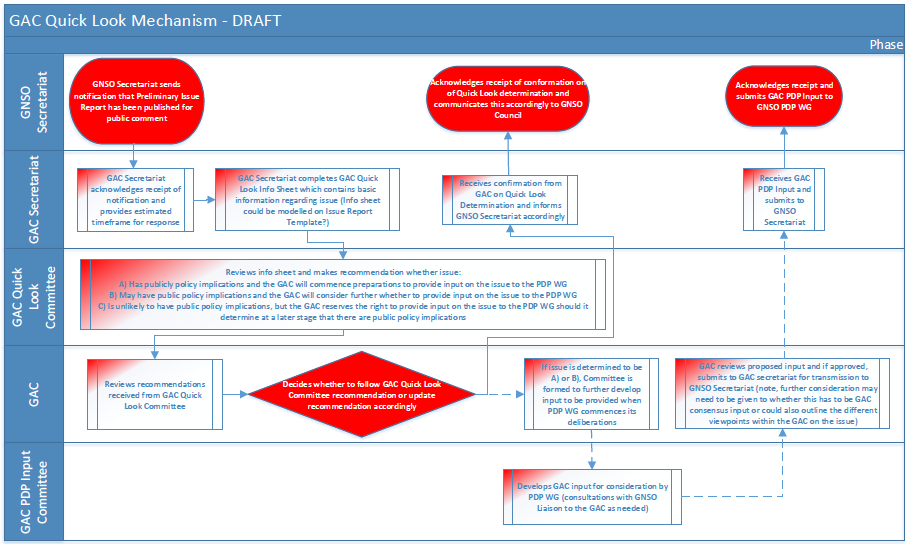 GAC Quick Look Mechanism - DRAFT
Phase
GNSO
Secretariat
GNSO Secretariat sends
notification that Preliminary Issue
Report has been published for
public comment
Acknowledges receipt of conformation on
of Quick Look determination and
communicates this accordingly to GNSO
Council
Acknowledges receipt and
submits GAC PDP Input to
GNSO PDP WG
GAC Secretariat
GAC Secretariat
acknowledges receipt of
notification and
provides estimated
timeframe for response
GAC Secretariat completes GAC Quick
Look Info Sheet which contains basic
information regarding issue (Info sheet
could be modelled on Issue Report
Template?)
Receives confirmation from
GAC on Quick Look
Determination and informs
GNSO Secretariat accordingly
Receives GAC
PDP Input and
submits to
GNSO
Secretariat
GAC Quick
Look
Committee
Reviews info sheet and makes recommendation whether issue:
A) Has publicly policy implications and the GAC will commence preparations to provide input on the issue to the PDP WG
B) May have public policy implications and the GAC will consider further whether to provide input on the issue to the PDP WG
C) Is unlikely to have public policy implications, but the GAC reserves the right to provide input on the issue to the PDP WG should it
determine at a later stage that there are public policy implications
GAC
Reviews recommendations
received from GAC Quick
Look Committee
Decides whether to follow GAC Quick Look
Committee recommendation or update
recommendation accordingly
If issue is determined to be
A) or B), Committee is
formed to further develop
input to be provided when
PDP WG commences its
deliberations
GAC reviews proposed input and if approved,
submits to GAC secretariat for transmission to
GNSO Secretariat (note, further consideration may
need to be given to whether this has to be GAC
consensus input or could also outline the different
viewpoints within the GAC on the issue)
GAC PDP Input
Committee
Develops GAC input for consideration by
PDP WG (consultations with GNSO
Liaison to the GAC as needed)